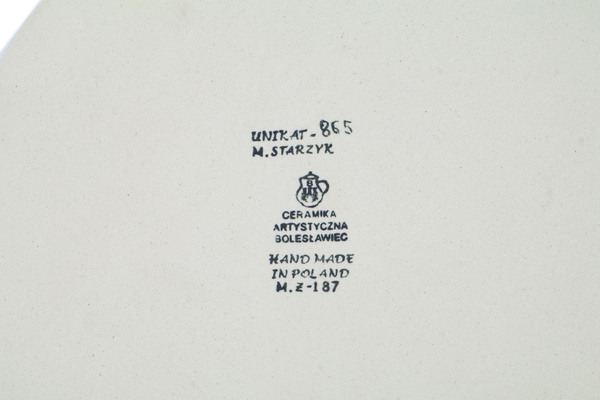 UNIKAT-865
M.STARZYK
B
CERAMIKA
ARTYSTYCZNA
BOLESŁAWIEC
HAND MADE
IN POLAND
M.Z-187